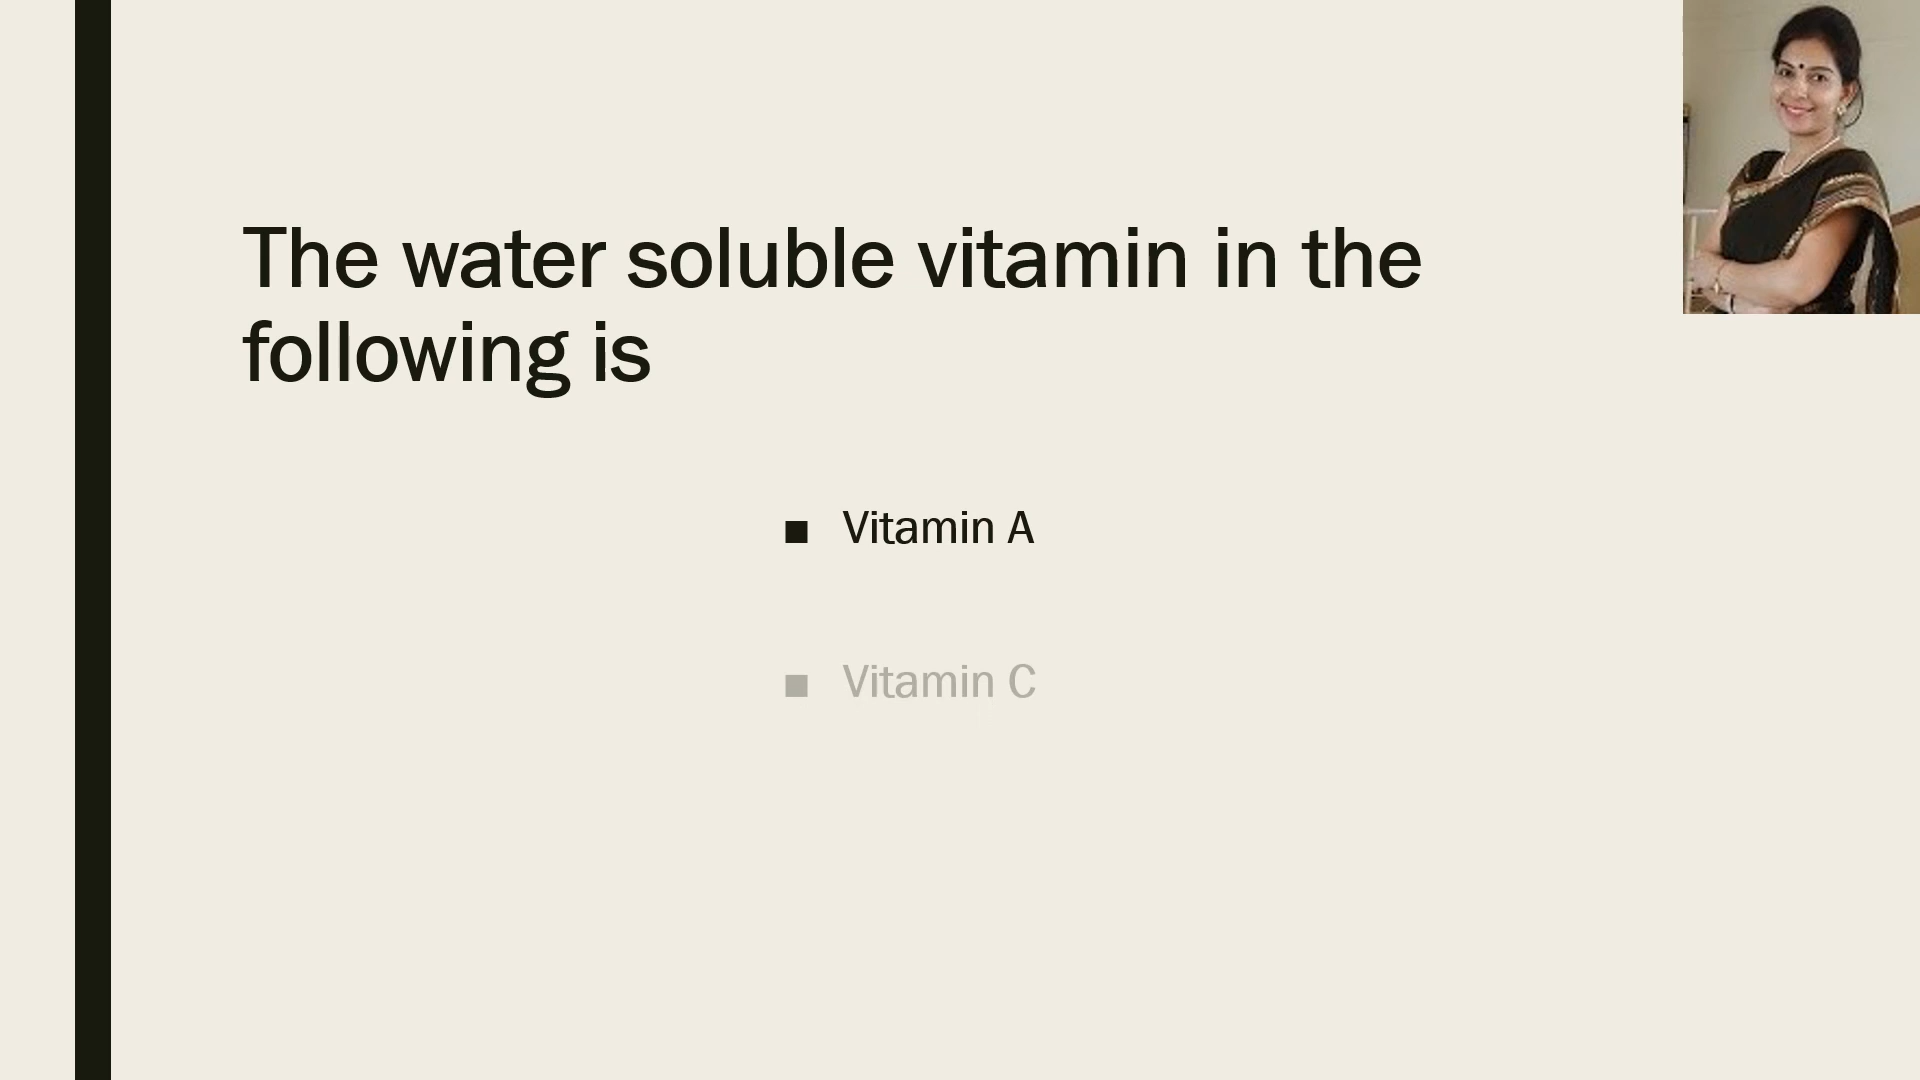 The water soluble vitamin in the
following is
■ Vitamin A
■ Vitamin C